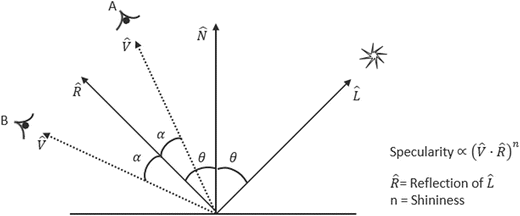 A
N̂
V̂
R̂
L̂
B
V̂
α
α
θ
θ
Specularity ∝ (V̂ · R̂)ⁿ
R̂= Reflection of L̂
n = Shininess